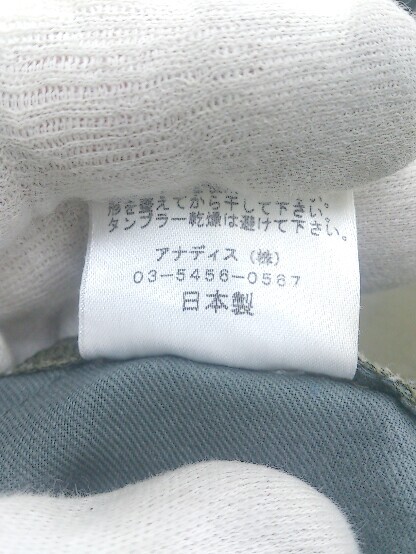 形を整えてから干して下さい。
タンブラー乾燥は避けて下さい。
アナディス(株)
03-5456-0567
日本製